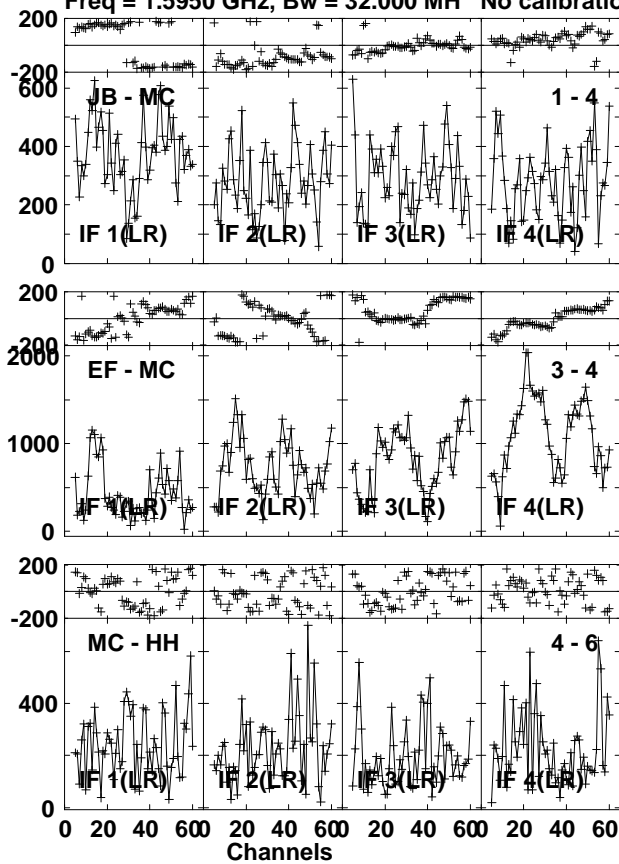 Freq = 1.5950 GHz, Bw = 32.000 MH   No calibratio
200
-200
600
400
200
0
JB - MC
1 - 4
IF 1(LR)
IF 2(LR)
IF 3(LR)
IF 4(LR)
200
-200
2000
1000
0
EF - MC
3 - 4
IF 1(LR)
IF 2(LR)
IF 3(LR)
IF 4(LR)
200
-200
400
0
MC - HH
4 - 6
IF 1(LR)
IF 2(LR)
IF 3(LR)
IF 4(LR)
0 20 40 60 0 20 40 60 0 20 40 60 0 20 40 60
Channels